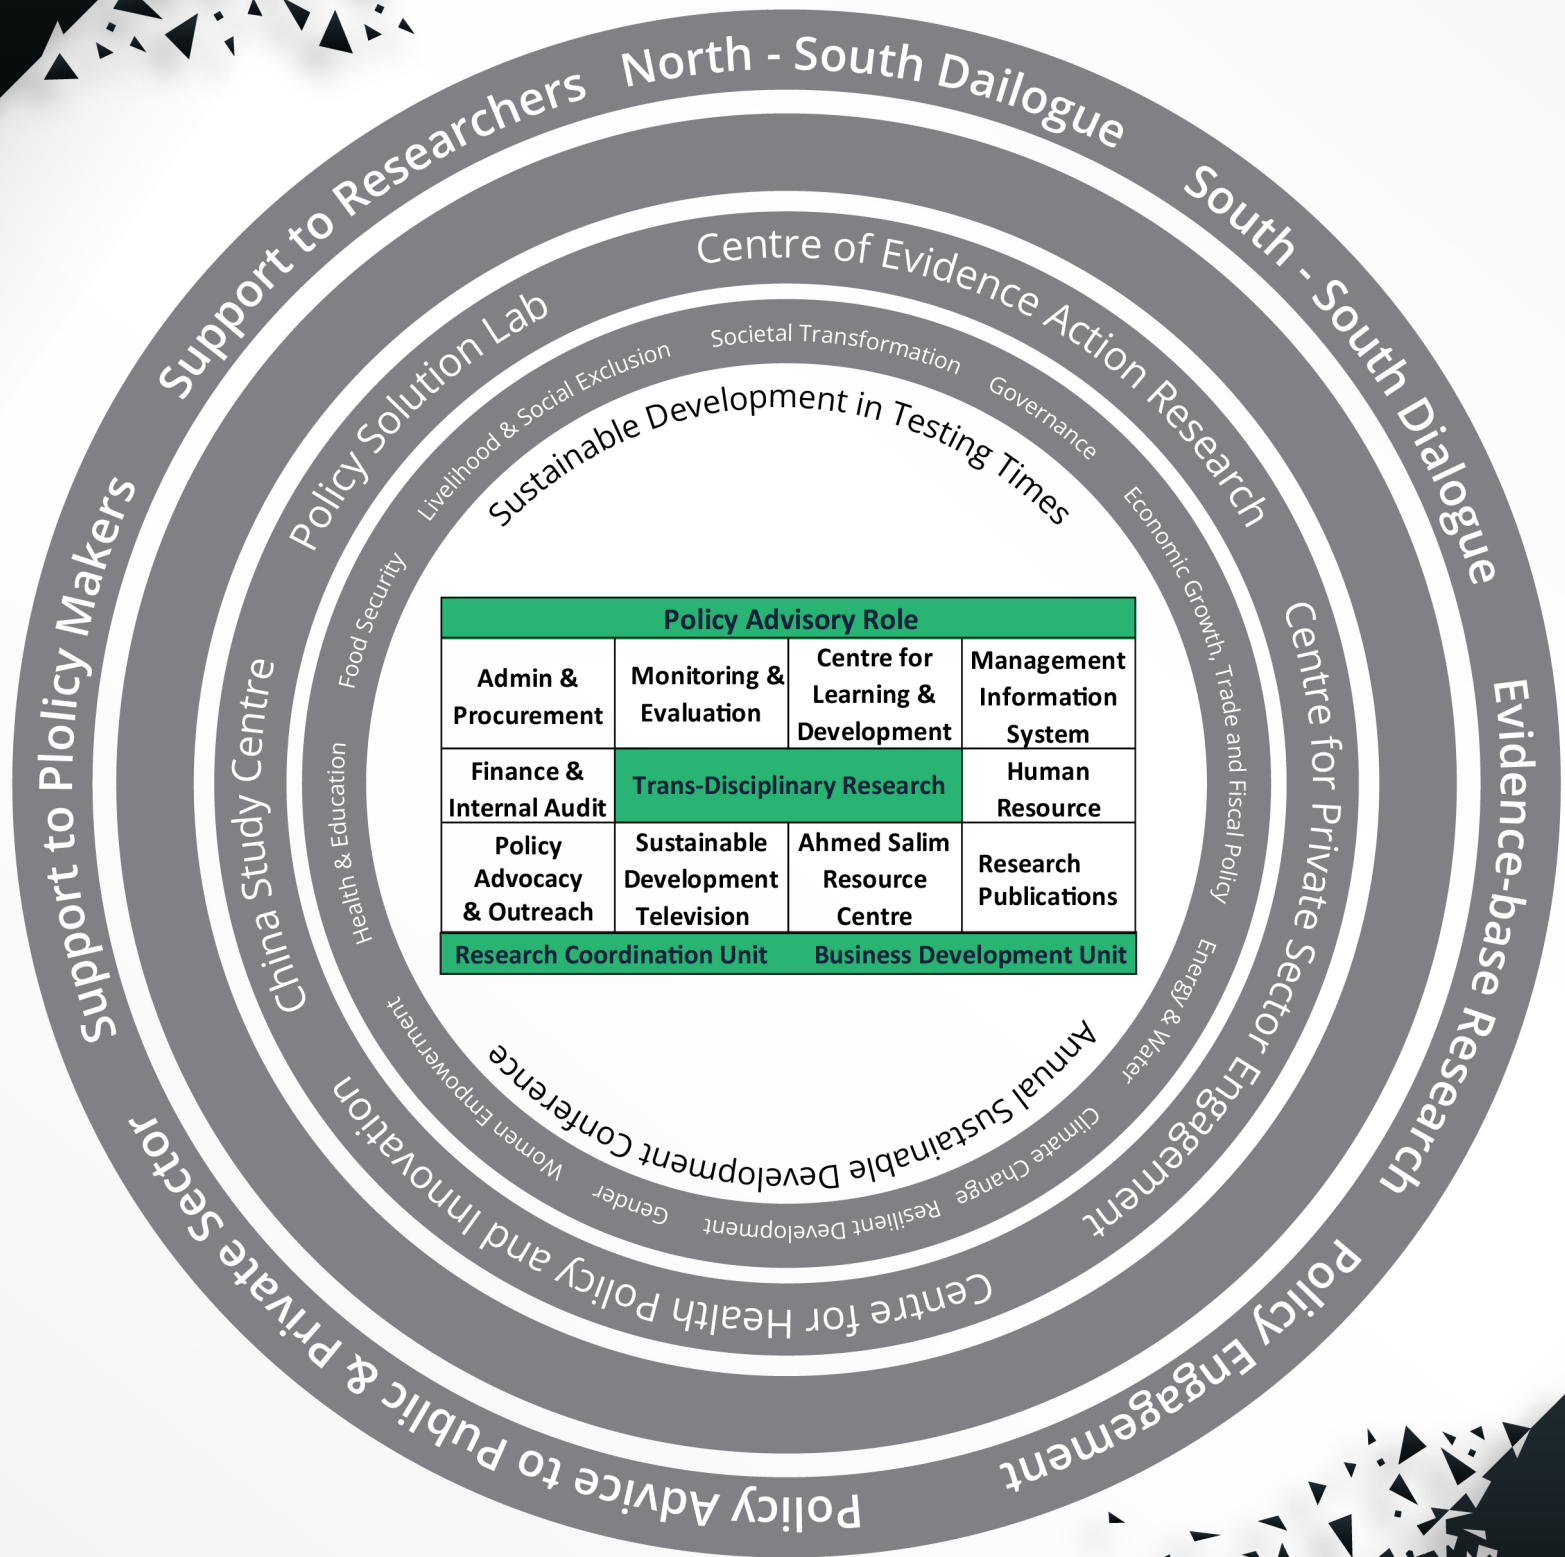 North - South Dailogue
South - South Dialogue
Evidence-base Research
Policy Engagement
Policy Advice to Public & Private Sector
Support to Plolicy Makers
Support to Researchers
Centre of Evidence Action Research
Centre for Private Sector Engagement
Centre for Health Policy and Innovation
China Study Centre
Policy Solution Lab
Societal Transformation
Governance
Economic Growth, Trade and Fiscal Policy
Energy & Water
Climate Change
Resilient Development
Gender
Women Empowerment
Health & Education
Food Security
Livelihood & Social Exclusion
Sustainable Development in Testing Times
Policy Advisory Role
Admin &
Procurement
Monitoring &
Evaluation
Centre for
Learning &
Development
Management
Information
System
Finance &
Internal Audit
Trans-Disciplinary Research
Human
Resource
Policy
Advocacy
& Outreach
Sustainable
Development
Television
Ahmed Salim
Resource
Centre
Research
Publications
Research Coordination Unit
Business Development Unit
Annual Sustainable Development Conference